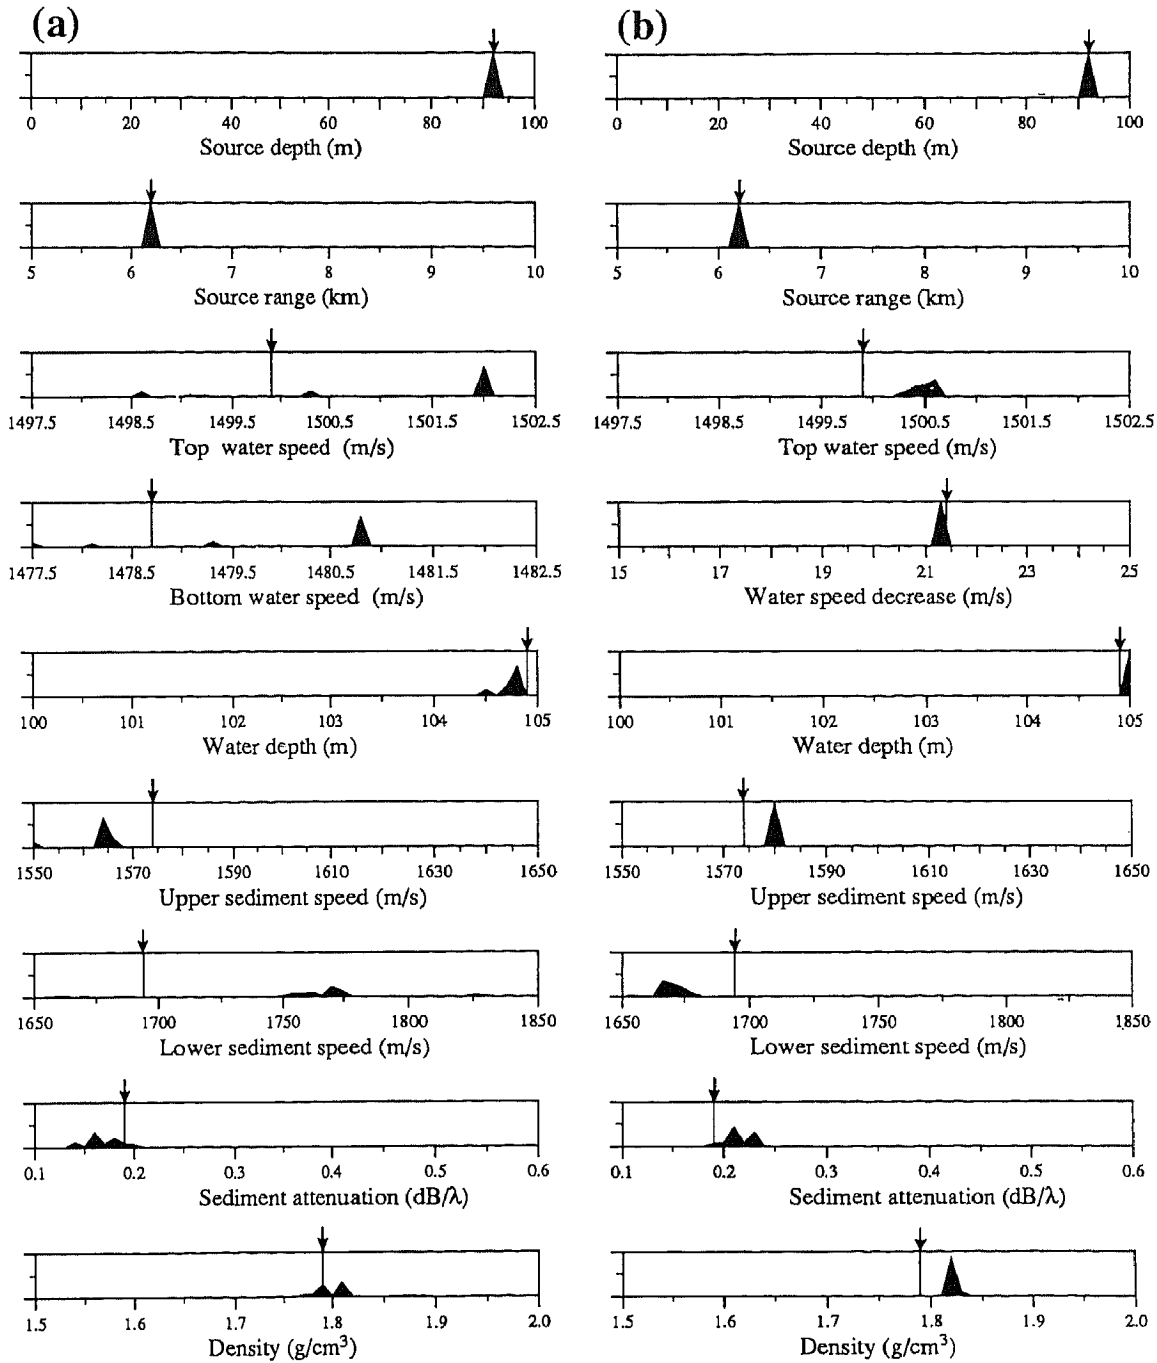 (a)
0 20 40 60 80 100
Source depth (m)
5 6 7 8 9 10
Source range (km)
1497.5 1498.5 1499.5 1500.5 1501.5 1502.5
Top water speed (m/s)
1477.5 1478.5 1479.5 1480.5 1481.5 1482.5
Bottom water speed (m/s)
100 101 102 103 104 105
Water depth (m)
1550 1570 1590 1610 1630 1650
Upper sediment speed (m/s)
1650 1700 1750 1800 1850
Lower sediment speed (m/s)
0.1 0.2 0.3 0.4 0.5 0.6
Sediment attenuation (dB/λ)
1.5 1.6 1.7 1.8 1.9 2.0
Density (g/cm³)
(b)
0 20 40 60 80 100
Source depth (m)
5 6 7 8 9 10
Source range (km)
1497.5 1498.5 1499.5 1500.5 1501.5 1502.5
Top water speed (m/s)
15 17 19 21 23 25
Water speed decrease (m/s)
100 101 102 103 104 105
Water depth (m)
1550 1570 1590 1610 1630 1650
Upper sediment speed (m/s)
1650 1700 1750 1800 1850
Lower sediment speed (m/s)
0.1 0.2 0.3 0.4 0.5 0.6
Sediment attenuation (dB/λ)
1.5 1.6 1.7 1.8 1.9 2.0
Density (g/cm³)